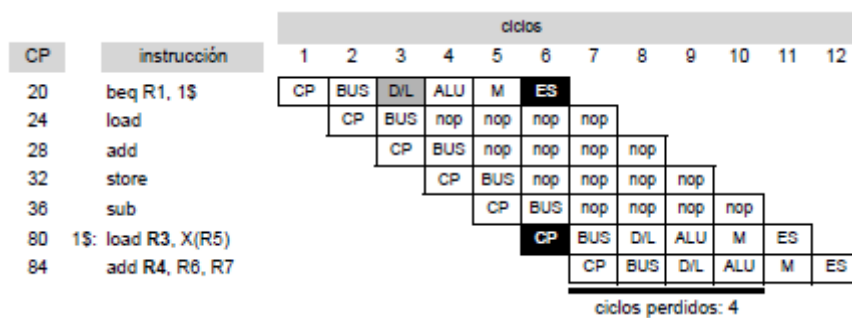 ciclos
CP instrucción 1 2 3 4 5 6 7 8 9 10 11 12
20 beq R1, 1$ CP BUS D/L ALU M ES
24 load CP BUS nop nop nop nop
28 add CP BUS nop nop nop nop
32 store CP BUS nop nop nop nop
36 sub CP BUS nop nop nop nop
80 1$: load R3, X(R5) CP BUS D/L ALU M ES
84 add R4, R6, R7 CP BUS D/L ALU M ES
ciclos perdidos: 4